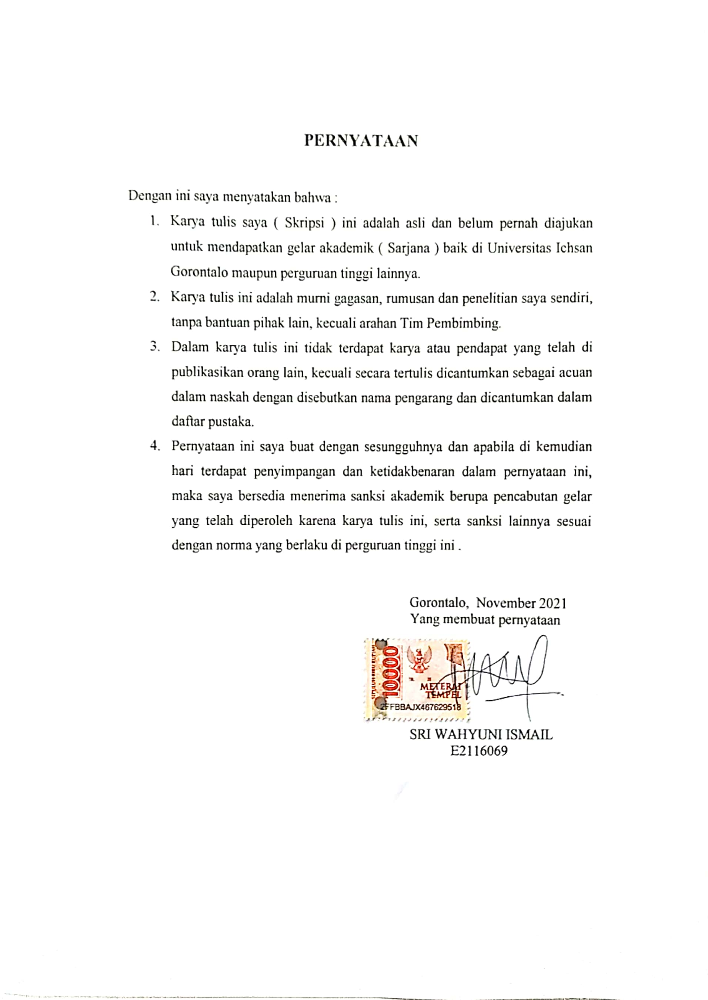 PERNYATAAN
Dengan ini saya menyatakan bahwa :
1. Karya tulis saya ( Skripsi ) ini adalah asli dan belum pernah diajukan
untuk mendapatkan gelar akademik ( Sarjana ) baik di Universitas Ichsan
Gorontalo maupun perguruan tinggi lainnya.
2. Karya tulis ini adalah murni gagasan, rumusan dan penelitian saya sendiri,
tanpa bantuan pihak lain, kecuali arahan Tim Pembimbing.
3. Dalam karya tulis ini tidak terdapat karya atau pendapat yang telah di
publikasikan orang lain, kecuali secara tertulis dicantumkan sebagai acuan
dalam naskah dengan disebutkan nama pengarang dan dicantumkan dalam
daftar pustaka.
4. Pernyataan ini saya buat dengan sesungguhnya dan apabila di kemudian
hari terdapat penyimpangan dan ketidakbenaran dalam pernyataan ini,
maka saya bersedia menerima sanksi akademik berupa pencabutan gelar
yang telah diperoleh karena karya tulis ini, serta sanksi lainnya sesuai
dengan norma yang berlaku di perguruan tinggi ini .
Gorontalo, November 2021
Yang membuat pernyataan
SEPULUH RIBU RUPIAH
10000
METERAI
TEMPEL
2FFBBAJX467629518
SRI WAHYUNI ISMAIL
E2116069